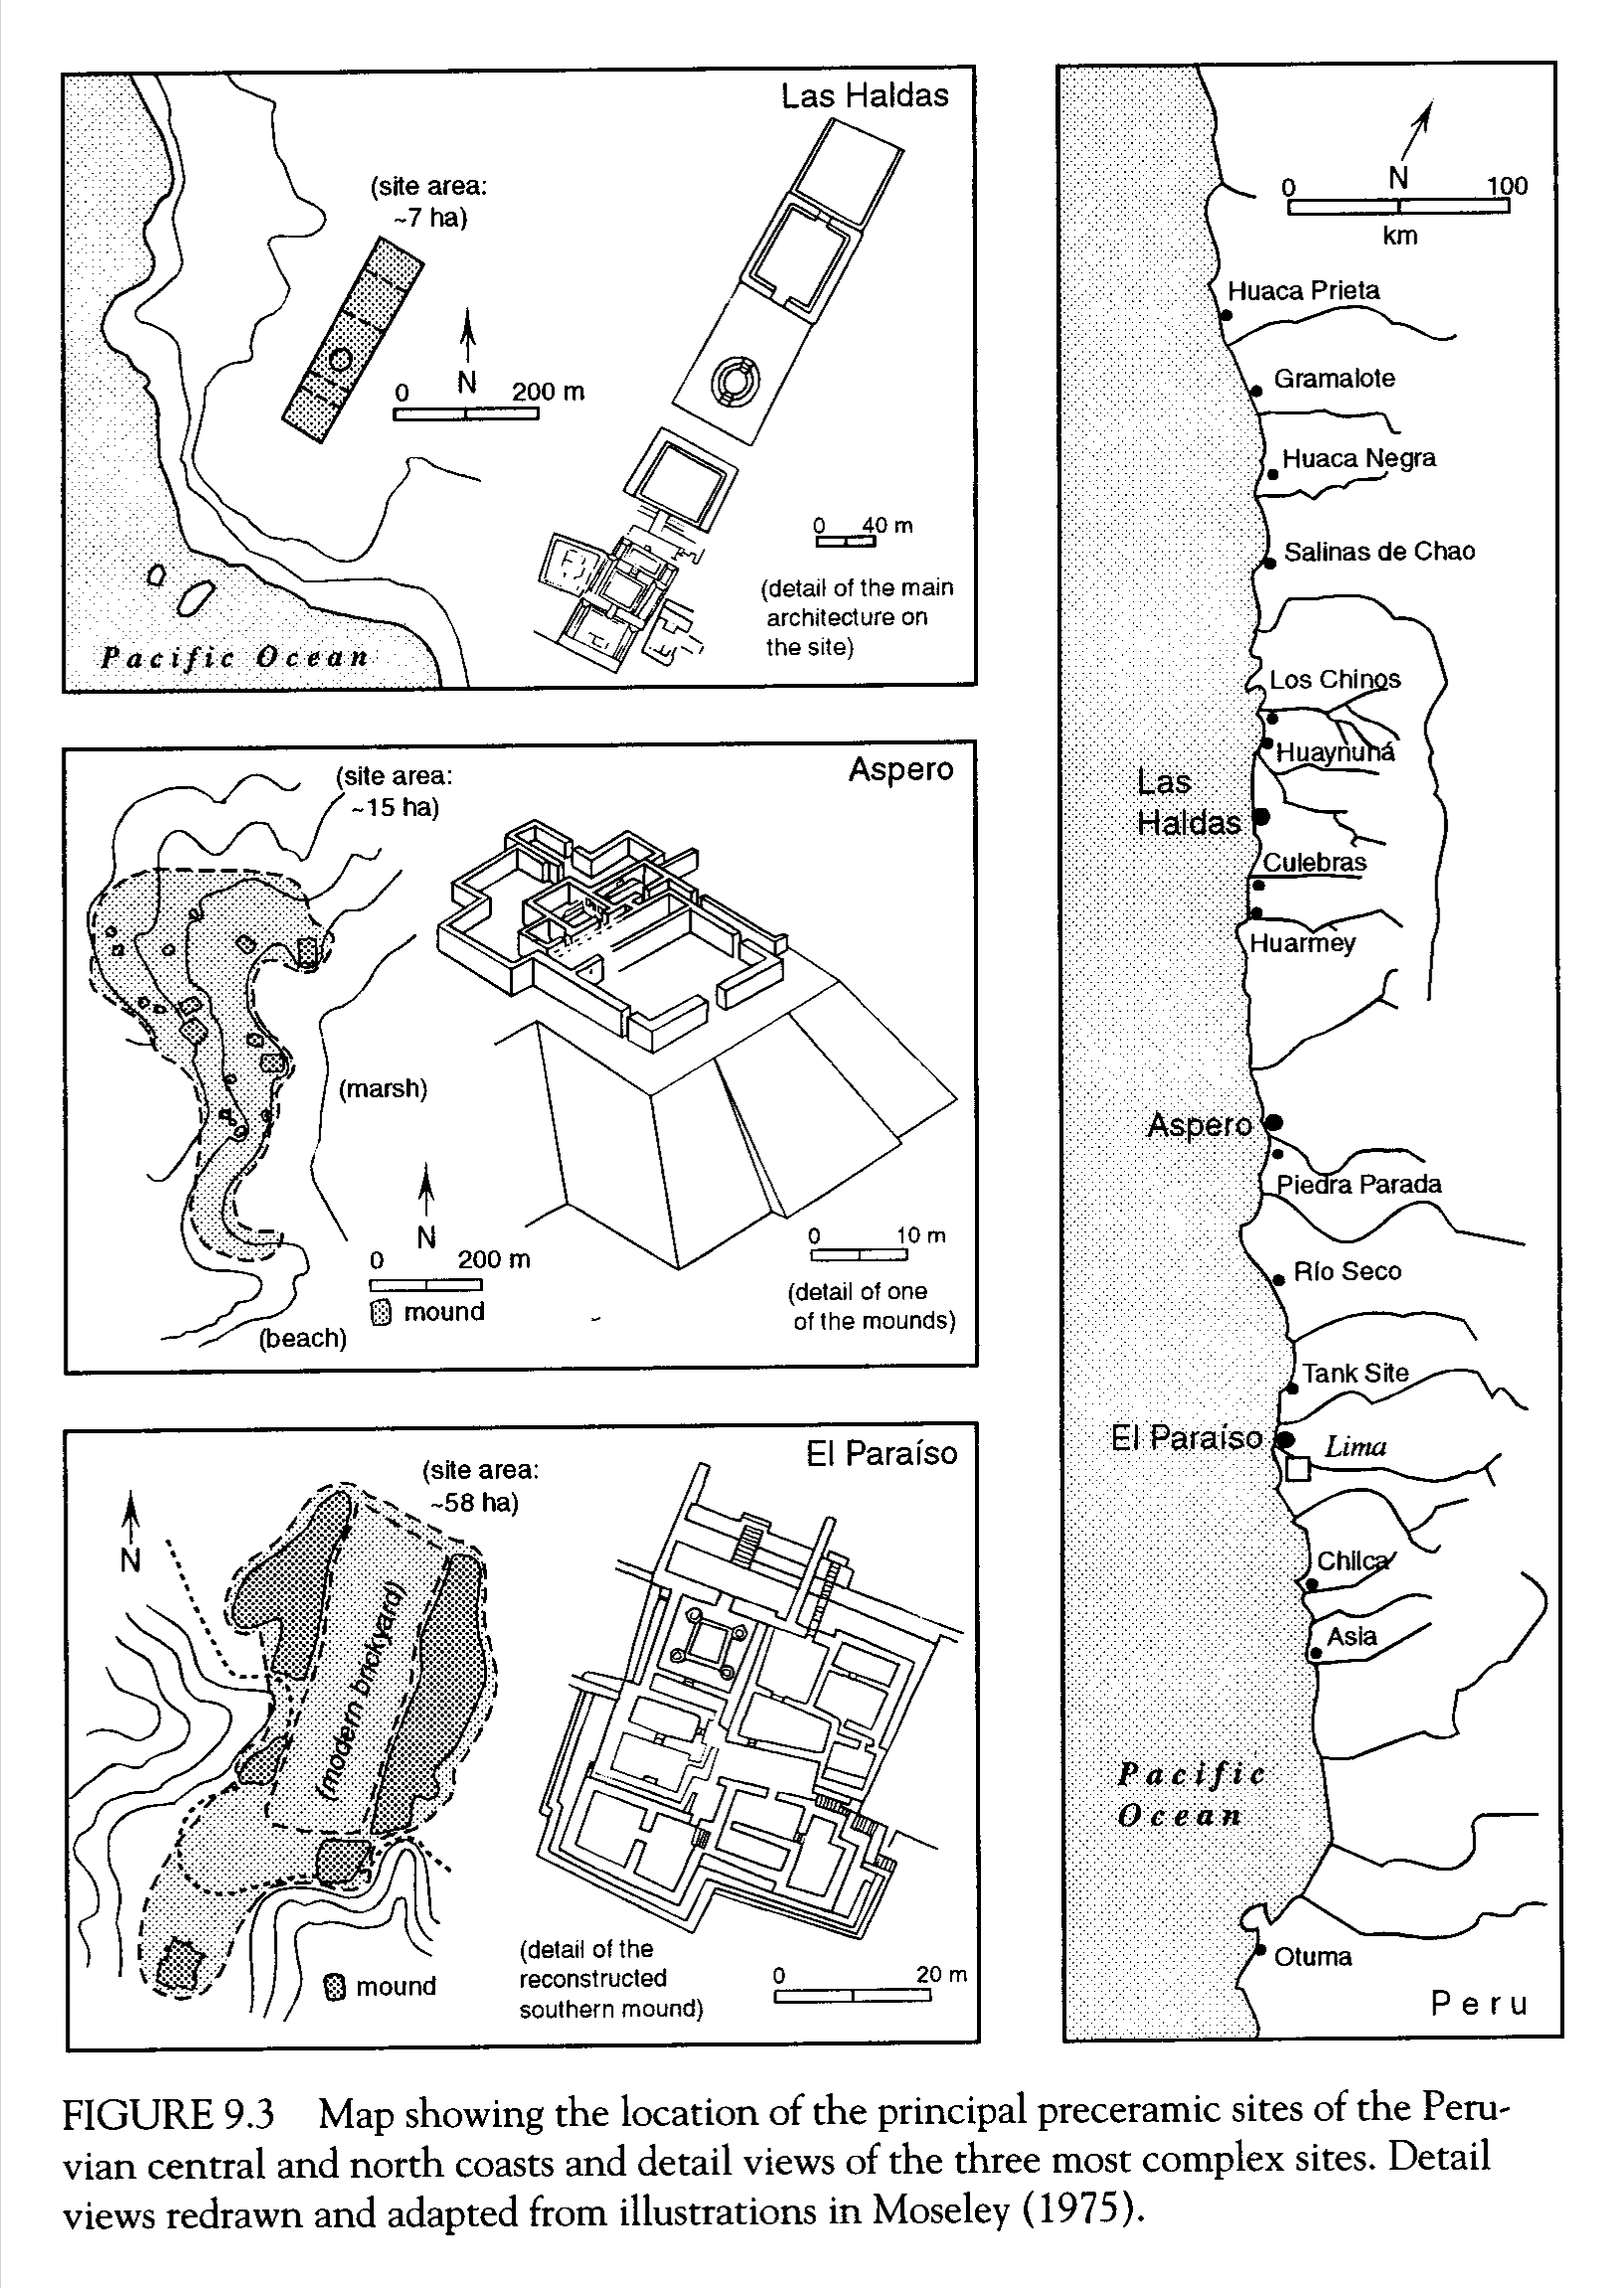 Las Haldas
(site area:
~7 ha)
N
0 200 m
0 40 m
(detail of the main
architecture on
the site)
Pacific Ocean
Aspero
(site area:
~15 ha)
(marsh)
N
0 200 m
mound
(beach)
0 10 m
(detail of one
of the mounds)
El Paraíso
(site area:
~58 ha)
N
(modern brickyard)
mound
(detail of the
reconstructed
southern mound)
0 20 m
N
0 100
km
Huaca Prieta
Gramalote
Huaca Negra
Salinas de Chao
Los Chinos
Huaynuná
Las
Haldas
Culebras
Huarmey
Aspero
Piedra Parada
Río Seco
Tank Site
El Paraíso
Lima
Chilca
Asia
Pacific
Ocean
Otuma
Peru
FIGURE 9.3 Map showing the location of the principal preceramic sites of the Peru-
vian central and north coasts and detail views of the three most complex sites. Detail
views redrawn and adapted from illustrations in Moseley (1975).